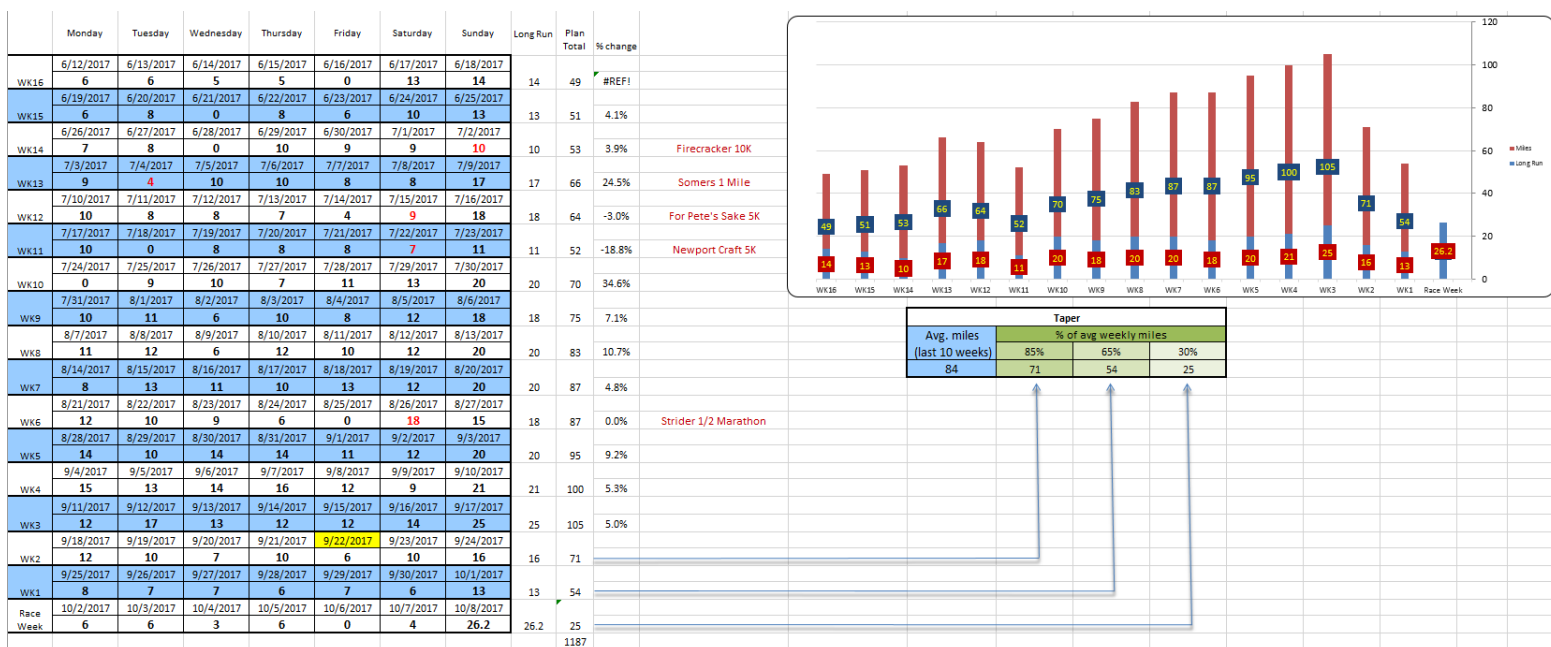 Monday Tuesday Wednesday Thursday Friday Saturday Sunday Long Run Plan Total % change
6/12/2017 6/13/2017 6/14/2017 6/15/2017 6/16/2017 6/17/2017 6/18/2017
WK16 6 6 5 5 0 13 14 14 49 #REF!
6/19/2017 6/20/2017 6/21/2017 6/22/2017 6/23/2017 6/24/2017 6/25/2017
WK15 6 8 0 8 6 10 13 13 51 4.1%
6/26/2017 6/27/2017 6/28/2017 6/29/2017 6/30/2017 7/1/2017 7/2/2017
WK14 7 8 0 10 9 9 10 10 53 3.9% Firecracker 10K
7/3/2017 7/4/2017 7/5/2017 7/6/2017 7/7/2017 7/8/2017 7/9/2017
WK13 9 4 10 10 8 8 17 17 66 24.5% Somers 1 Mile
7/10/2017 7/11/2017 7/12/2017 7/13/2017 7/14/2017 7/15/2017 7/16/2017
WK12 10 8 8 7 4 9 18 18 64 -3.0% For Pete's Sake 5K
7/17/2017 7/18/2017 7/19/2017 7/20/2017 7/21/2017 7/22/2017 7/23/2017
WK11 10 0 8 8 8 7 11 11 52 -18.8% Newport Craft 5K
7/24/2017 7/25/2017 7/26/2017 7/27/2017 7/28/2017 7/29/2017 7/30/2017
WK10 0 9 10 7 11 13 20 20 70 34.6%
7/31/2017 8/1/2017 8/2/2017 8/3/2017 8/4/2017 8/5/2017 8/6/2017
WK9 10 11 6 10 8 12 18 18 75 7.1%
8/7/2017 8/8/2017 8/9/2017 8/10/2017 8/11/2017 8/12/2017 8/13/2017
WK8 11 12 6 12 10 12 20 20 83 10.7%
8/14/2017 8/15/2017 8/16/2017 8/17/2017 8/18/2017 8/19/2017 8/20/2017
WK7 8 13 11 10 13 12 20 20 87 4.8%
8/21/2017 8/22/2017 8/23/2017 8/24/2017 8/25/2017 8/26/2017 8/27/2017
WK6 12 10 9 6 0 18 15 18 87 0.0% Strider 1/2 Marathon
8/28/2017 8/29/2017 8/30/2017 8/31/2017 9/1/2017 9/2/2017 9/3/2017
WK5 14 10 14 14 11 12 20 20 95 9.2%
9/4/2017 9/5/2017 9/6/2017 9/7/2017 9/8/2017 9/9/2017 9/10/2017
WK4 15 13 14 16 12 9 21 21 100 5.3%
9/11/2017 9/12/2017 9/13/2017 9/14/2017 9/15/2017 9/16/2017 9/17/2017
WK3 12 17 13 12 12 14 25 25 105 5.0%
9/18/2017 9/19/2017 9/20/2017 9/21/2017 9/22/2017 9/23/2017 9/24/2017
WK2 12 10 7 10 6 10 16 16 71
9/25/2017 9/26/2017 9/27/2017 9/28/2017 9/29/2017 9/30/2017 10/1/2017
WK1 8 7 7 6 7 6 13 13 54
10/2/2017 10/3/2017 10/4/2017 10/5/2017 10/6/2017 10/7/2017 10/8/2017
Race Week 6 6 3 6 0 4 26.2 26.2 25
1187
120
100
80
60
40
20
0
49 51 53 66 64 52 70 75 83 87 87 95 100 105 71 54
14 13 10 17 18 11 20 18 20 20 18 20 21 25 16 13 26.2
WK16 WK15 WK14 WK13 WK12 WK11 WK10 WK9 WK8 WK7 WK6 WK5 WK4 WK3 WK2 WK1 Race Week
Miles
Long Run
Taper
Avg. miles % of avg weekly miles
(last 10 weeks) 85% 65% 30%
84 71 54 25